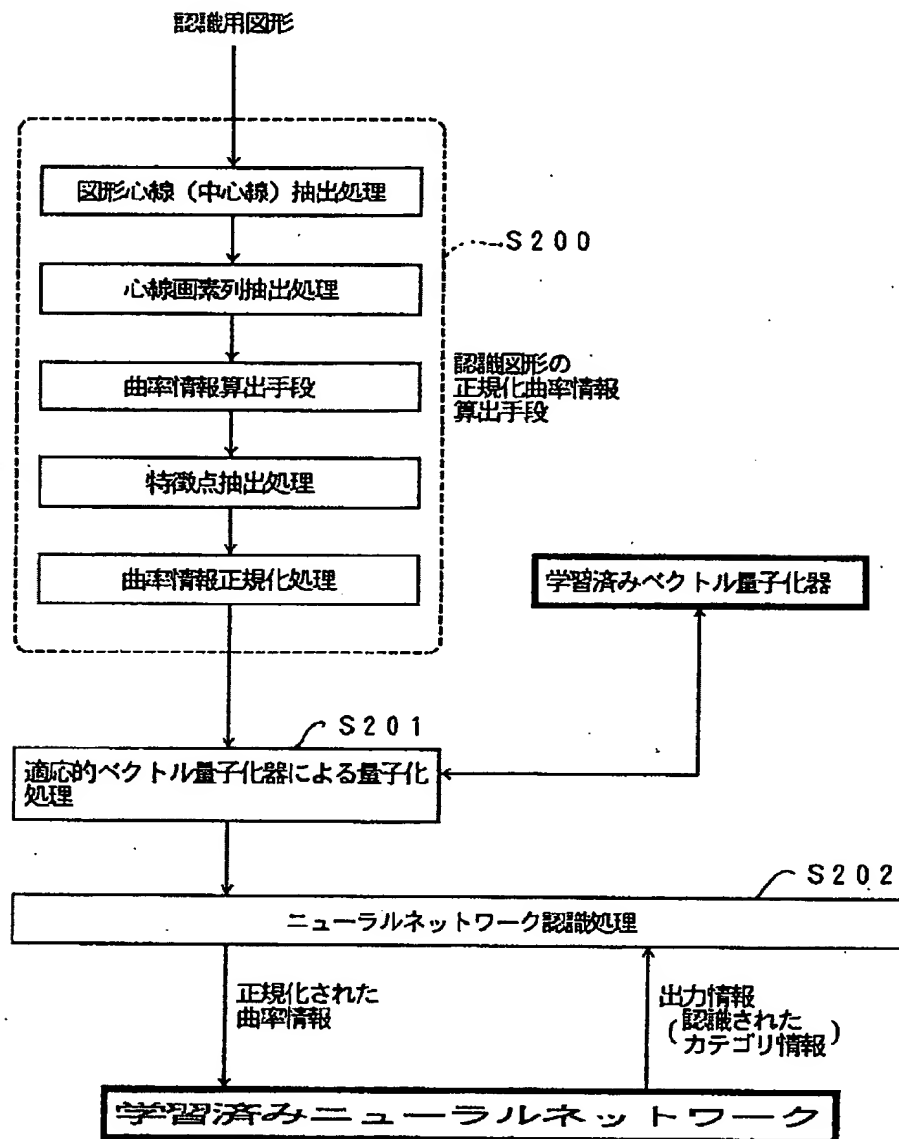 認識用図形
図形心線（中心線）抽出処理
S200
心線画素列抽出処理
認識図形の
正規化曲率情報
算出手段
曲率情報算出手段
特徴点抽出処理
曲率情報正規化処理
学習済みベクトル量子化器
S201
適応的ベクトル量子化器による量子化
処理
S202
ニューラルネットワーク認識処理
正規化された
曲率情報
出力情報
(認識された
カテゴリ情報)
学習済みニューラルネットワーク